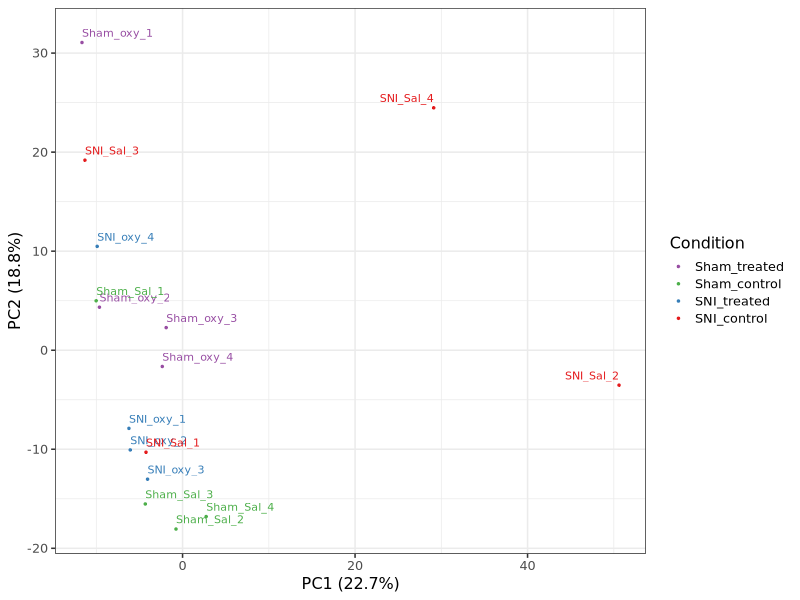 Sham_oxy_1
SNI_Sal_4
SNI_Sal_3
SNI_oxy_4
Sham_Sal_1
Sham_oxy_2
Sham_oxy_3
Sham_oxy_4
SNI_Sal_2
SNI_oxy_1
SNI_oxy_2
SNI_Sal_1
SNI_oxy_3
Sham_Sal_3
Sham_Sal_4
Sham_Sal_2
30
20
10
0
-10
-20
0
20
40
PC1 (22.7%)
PC2 (18.8%)
Condition
Sham_treated
Sham_control
SNI_treated
SNI_control